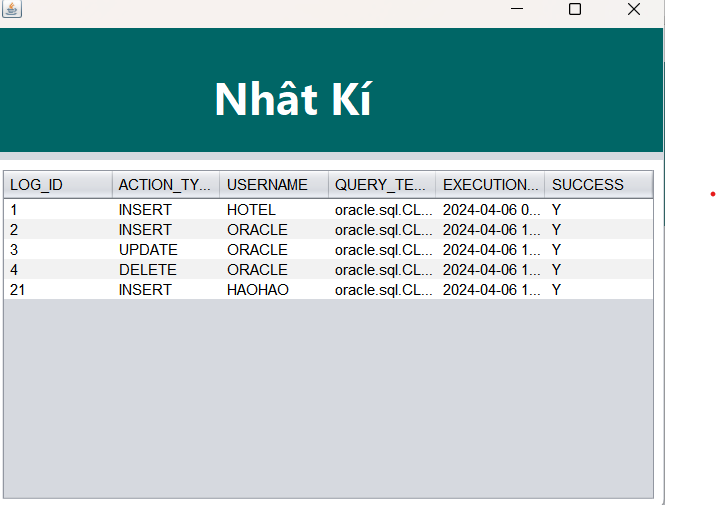 Nhât Kí
LOG_ID ACTION_TY... USERNAME QUERY_TE... EXECUTION... SUCCESS
1 INSERT HOTEL oracle.sql.CL... 2024-04-06 0... Y
2 INSERT ORACLE oracle.sql.CL... 2024-04-06 1... Y
3 UPDATE ORACLE oracle.sql.CL... 2024-04-06 1... Y
4 DELETE ORACLE oracle.sql.CL... 2024-04-06 1... Y
21 INSERT HAOHAO oracle.sql.CL... 2024-04-06 1... Y